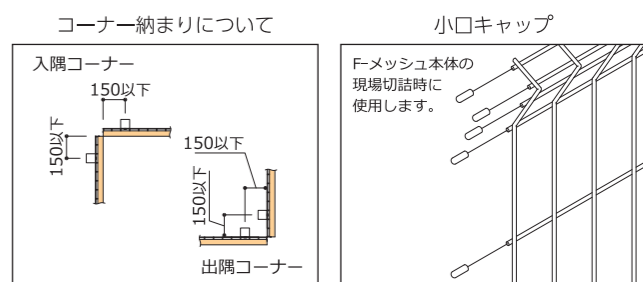 コーナー納まりについて
入隅コーナー
150以下
150以下
150以下
150以下
出隅コーナー
小口キャップ
F-メッシュ本体の
現場切詰時に
使用します。